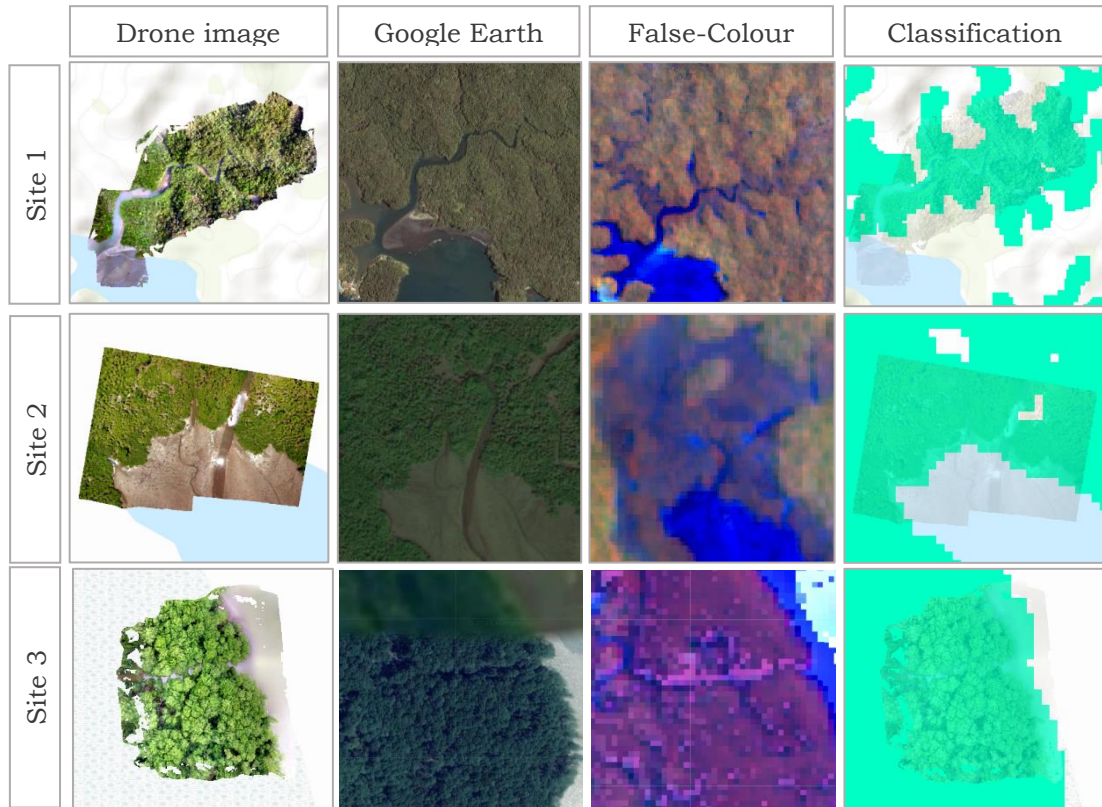 Drone image
Google Earth
False-Colour
Classification
Site 1
Site 2
Site 3